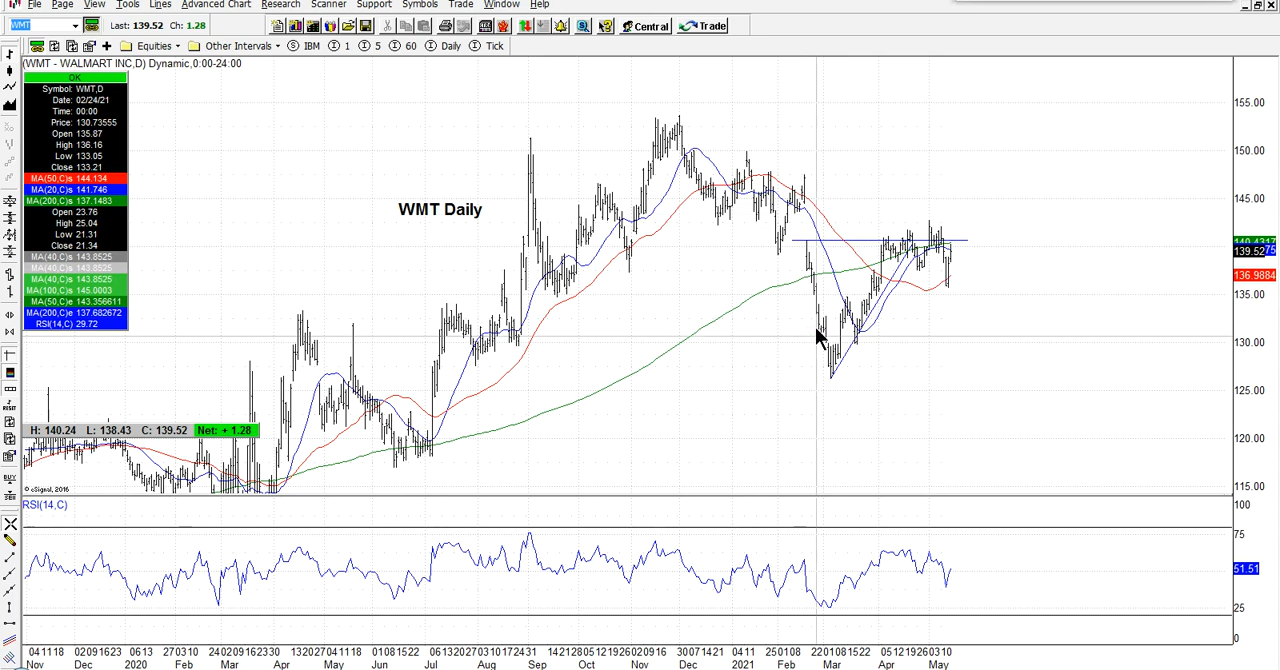 File Page View Tools Lines Advanced Chart Research Scanner Support Symbols Trade Window Help
WMT Last: 139.52 Ch: 1.28 Central Trade
Equities Other Intervals IBM 1 5 60 Daily Tick
(WMT - WALMART INC,D) Dynamic,0:00-24:00
OK
Symbol: WMT,D
Date: 02/24/21
Time: 00:00
Price: 130.73555
Open 135.87
High 136.16
Low 133.05
Close 133.21
MA(50,C)s 144.134
MA(20,C)s 141.746
MA(200,C)s 137.1483
Open 23.76
High 25.04
Low 21.31
Close 21.34
MA(40,C)s 143.8525
MA(40,C)s 143.8525
MA(40,C)s 143.8525
MA(100,C)s 145.0003
MA(50,C)e 143.356611
MA(200,C)e 137.682672
RSI(14,C) 29.72
WMT Daily
155.00
150.00
145.00
139.52
136.9884
135.00
130.00
125.00
120.00
115.00
H: 140.24 L: 138.43 C: 139.52 Net: + 1.28
© eSignal, 2016
RSI(14,C)
100
75
51.51
25
0
Nov Dec 2020 Feb Mar Apr May Jun Jul Aug Sep Oct Nov Dec 2021 Feb Mar Apr May